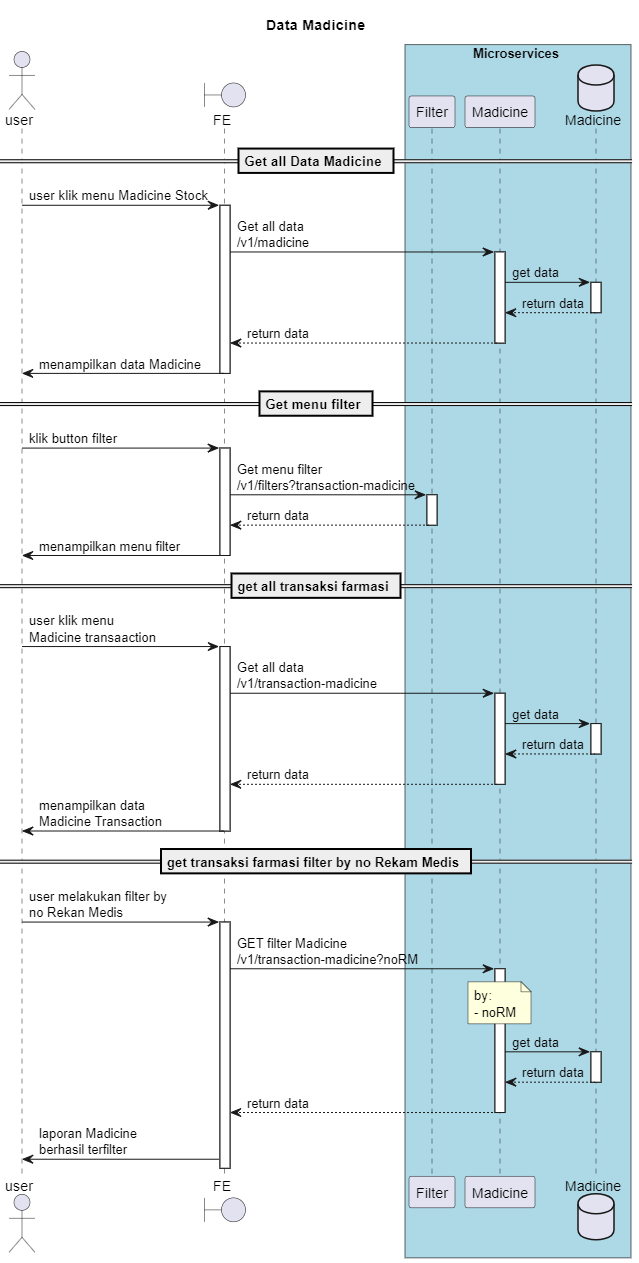 Data Madicine
Microservices
user
FE
Filter
Madicine
Madicine
Get all Data Madicine
user klik menu Madicine Stock
Get all data
/v1/madicine
get data
return data
return data
menampilkan data Madicine
Get menu filter
klik button filter
Get menu filter
/v1/filters?transaction-madicine
return data
menampilkan menu filter
get all transaksi farmasi
user klik menu
Madicine transaaction
Get all data
/v1/transaction-madicine
get data
return data
return data
menampilkan data
Madicine Transaction
get transaksi farmasi filter by no Rekam Medis
user melakukan filter by
no Rekan Medis
GET filter Madicine
/v1/transaction-madicine?noRM
by:
- noRM
get data
return data
return data
laporan Madicine
berhasil terfilter
user
FE
Filter
Madicine
Madicine